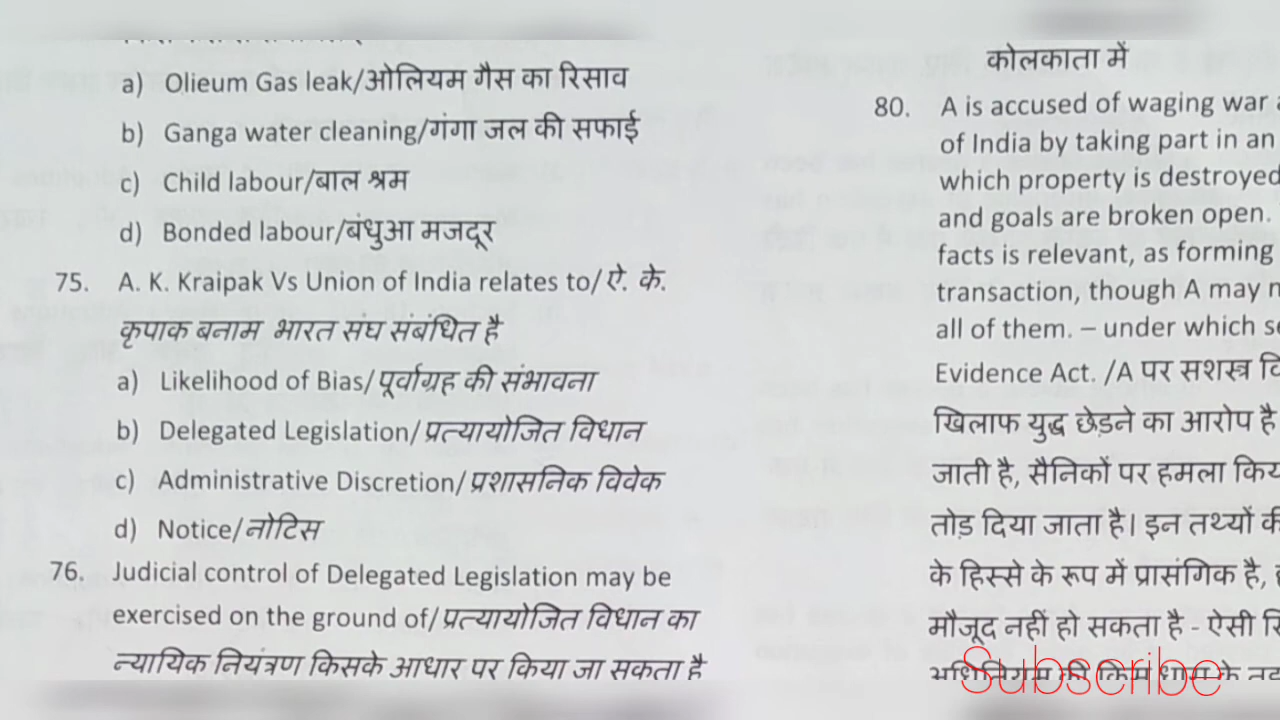 a) Olieum Gas leak/ओलियम गैस का रिसाव
b) Ganga water cleaning/गंगा जल की सफाई
c) Child labour/बाल श्रम
d) Bonded labour/बंधुआ मजदूर
75. A. K. Kraipak Vs Union of India relates to/ ऐ. के.
कृपाक बनाम भारत संघ संबंधित है
a) Likelihood of Bias/ पूर्वाग्रह की संभावना
b) Delegated Legislation/ प्रत्यायोजित विधान
c) Administrative Discretion/ प्रशासनिक विवेक
d) Notice/नोटिस
76. Judicial control of Delegated Legislation may be
exercised on the ground of/ प्रत्यायोजित विधान का
न्यायिक नियंत्रण किसके आधार पर किया जा सकता है
कोलकाता में
80. A is accused of waging war
of India by taking part in an
which property is destroyed
and goals are broken open.
facts is relevant, as forming
transaction, though A may
all of them. – under which
Evidence Act. /A पर सशस्त्र
खिलाफ युद्ध छेड़ने का आरोप है
जाती है, सैनिकों पर हमला
तोड़ दिया जाता है। इन तथ्यों
के हिस्से के रूप में प्रासंगिक है,
मौजूद नहीं हो सकता है - ऐसी
Subscribe